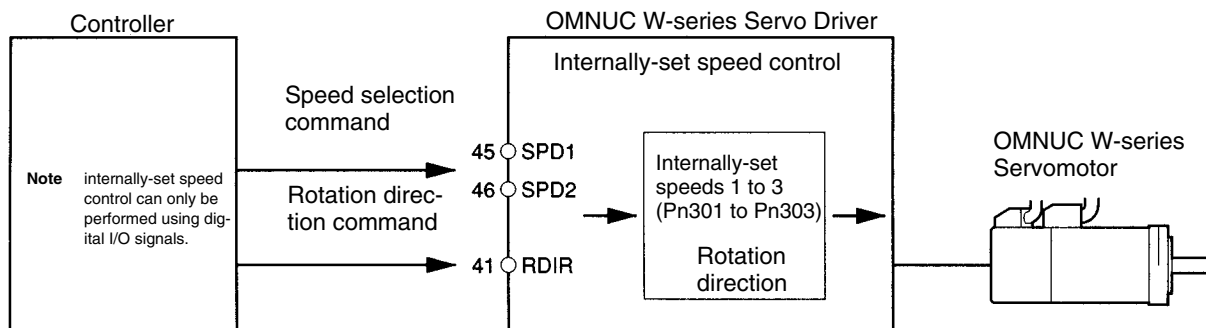 Controller
Note internally-set speed
control can only be
performed using dig-
ital I/O signals.
Speed selection
command
Rotation direc-
tion command
OMNUC W-series Servo Driver
Internally-set speed control
45 SPD1
46 SPD2
41 RDIR
Internally-set
speeds 1 to 3
(Pn301 to Pn303)
Rotation
direction
OMNUC W-series
Servomotor